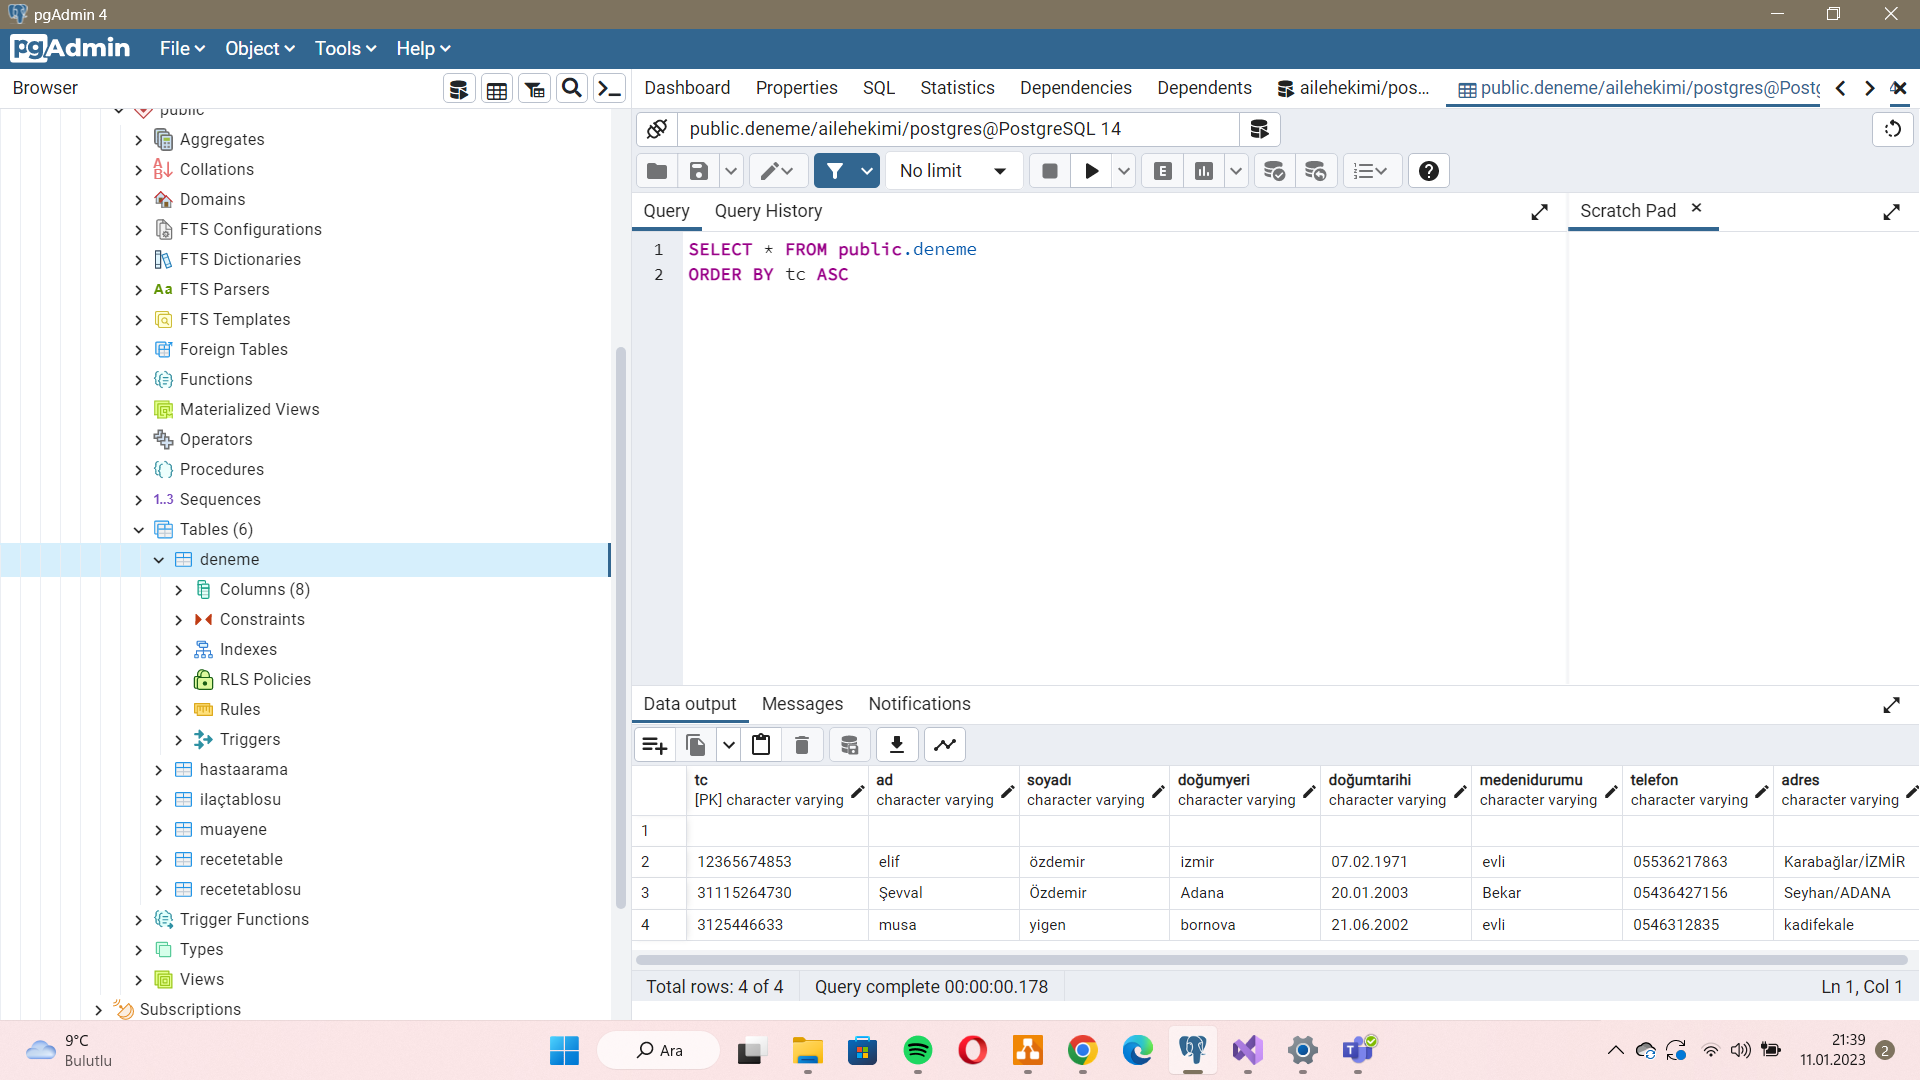 pgAdmin 4
pgAdmin File Object Tools Help
Browser
Dashboard Properties SQL Statistics Dependencies Dependents ailehekimi/pos... public.deneme/ailehekimi/postgres@Postg
public
Aggregates
Collations
Domains
FTS Configurations
FTS Dictionaries
Aa FTS Parsers
FTS Templates
Foreign Tables
Functions
Materialized Views
Operators
Procedures
1..3 Sequences
Tables (6)
deneme
Columns (8)
Constraints
Indexes
RLS Policies
Rules
Triggers
hastaarama
ilaçtablosu
muayene
recetetable
recetetablosu
Trigger Functions
Types
Views
Subscriptions
public.deneme/ailehekimi/postgres@PostgreSQL 14
No limit
E
Query Query History
Scratch Pad
1 SELECT * FROM public.deneme
2 ORDER BY tc ASC
Data output Messages Notifications
tc ad soyadı doğumyeri doğumtarihi medenidurumu telefon adres
[PK] character varying character varying character varying character varying character varying character varying character varying character varying
1
2 12365674853 elif özdemir izmir 07.02.1971 evli 05536217863 Karabağlar/İZMİR
3 31115264730 Şevval Özdemir Adana 20.01.2003 Bekar 05436427156 Seyhan/ADANA
4 3125446633 musa yigen bornova 21.06.2002 evli 0546312835 kadifekale
Total rows: 4 of 4 Query complete 00:00:00.178 Ln 1, Col 1
9°C
Bulutlu
Ara
21:39
11.01.2023
2